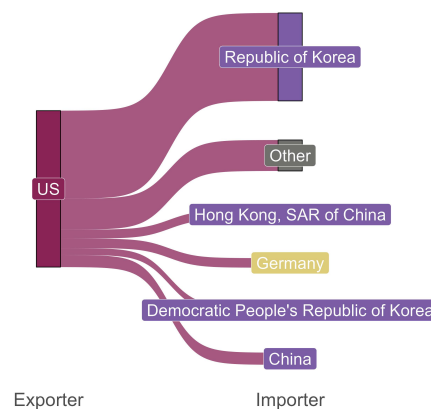 Republic of Korea
Other
US
Hong Kong, SAR of China
Germany
Democratic People's Republic of Korea
China
Exporter
Importer